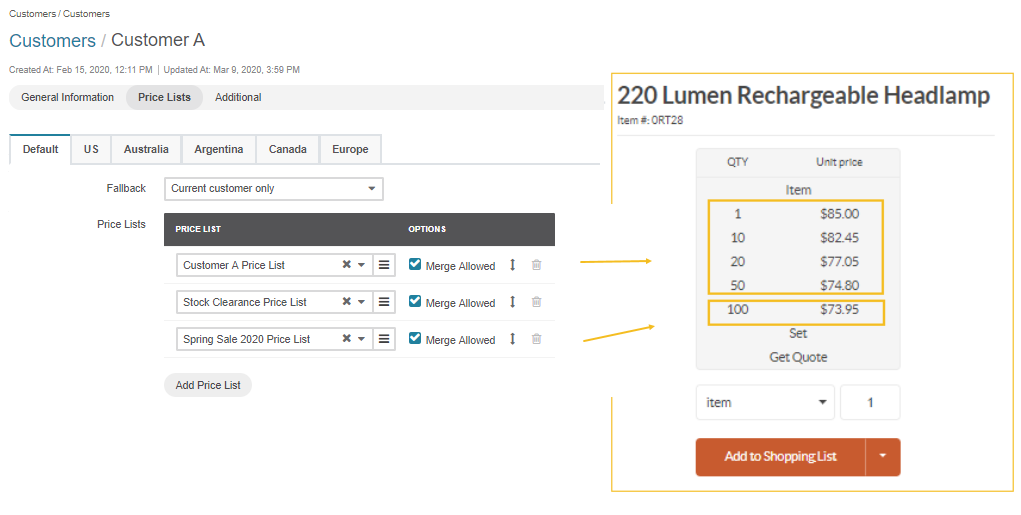 Customers / Customers
Customers / Customer A
Created At: Feb 15, 2020, 12:11 PM | Updated At: Mar 9, 2020, 3:59 PM
General Information Price Lists Additional
Default US Australia Argentina Canada Europe
Fallback Current customer only
Price Lists PRICE LIST OPTIONS
Customer A Price List Merge Allowed
Stock Clearance Price List Merge Allowed
Spring Sale 2020 Price List Merge Allowed
Add Price List
220 Lumen Rechargeable Headlamp
Item #: 0RT28
QTY Unit price
Item
1 $85.00
10 $82.45
20 $77.05
50 $74.80
100 $73.95
Set
Get Quote
item 1
Add to Shopping List